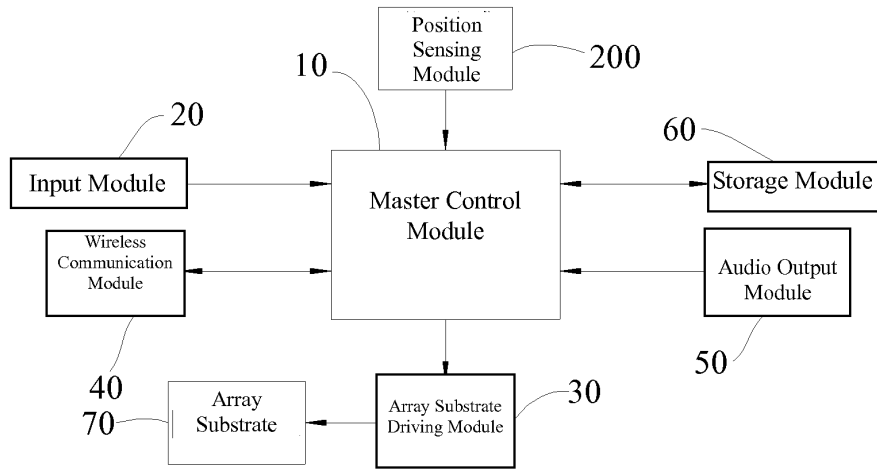 Position
Sensing
Module
200
10
20
60
Input Module
Master Control
Module
Storage Module
Wireless
Communication
Module
Audio Output
Module
40
50
Array
Substrate
70
Array Substrate
Driving Module
30